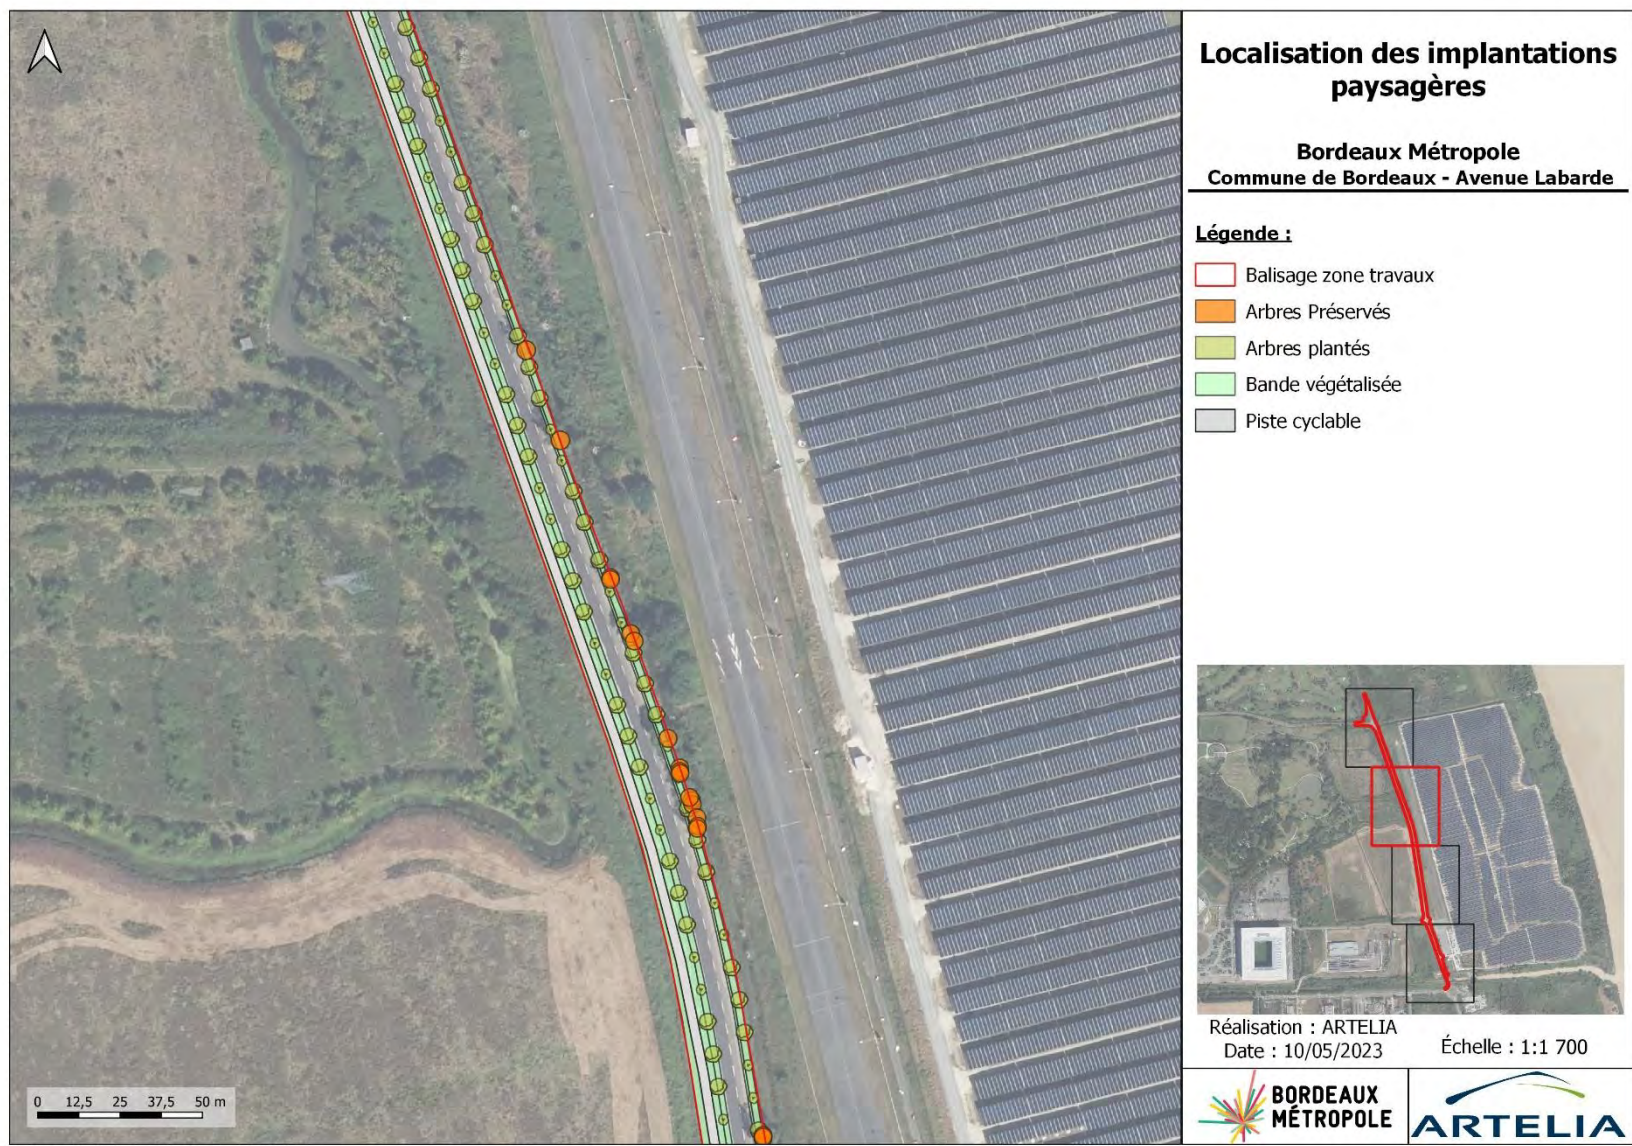 Localisation des implantations
paysagères
Bordeaux Métropole
Commune de Bordeaux - Avenue Labarde
Légende :
Balisage zone travaux
Arbres Préservés
Arbres plantés
Bande végétalisée
Piste cyclable
Réalisation : ARTELIA
Date : 10/05/2023
Échelle : 1:1 700
BORDEAUX
MÉTROPOLE
ARTELIA
0 12,5 25 37,5 50 m